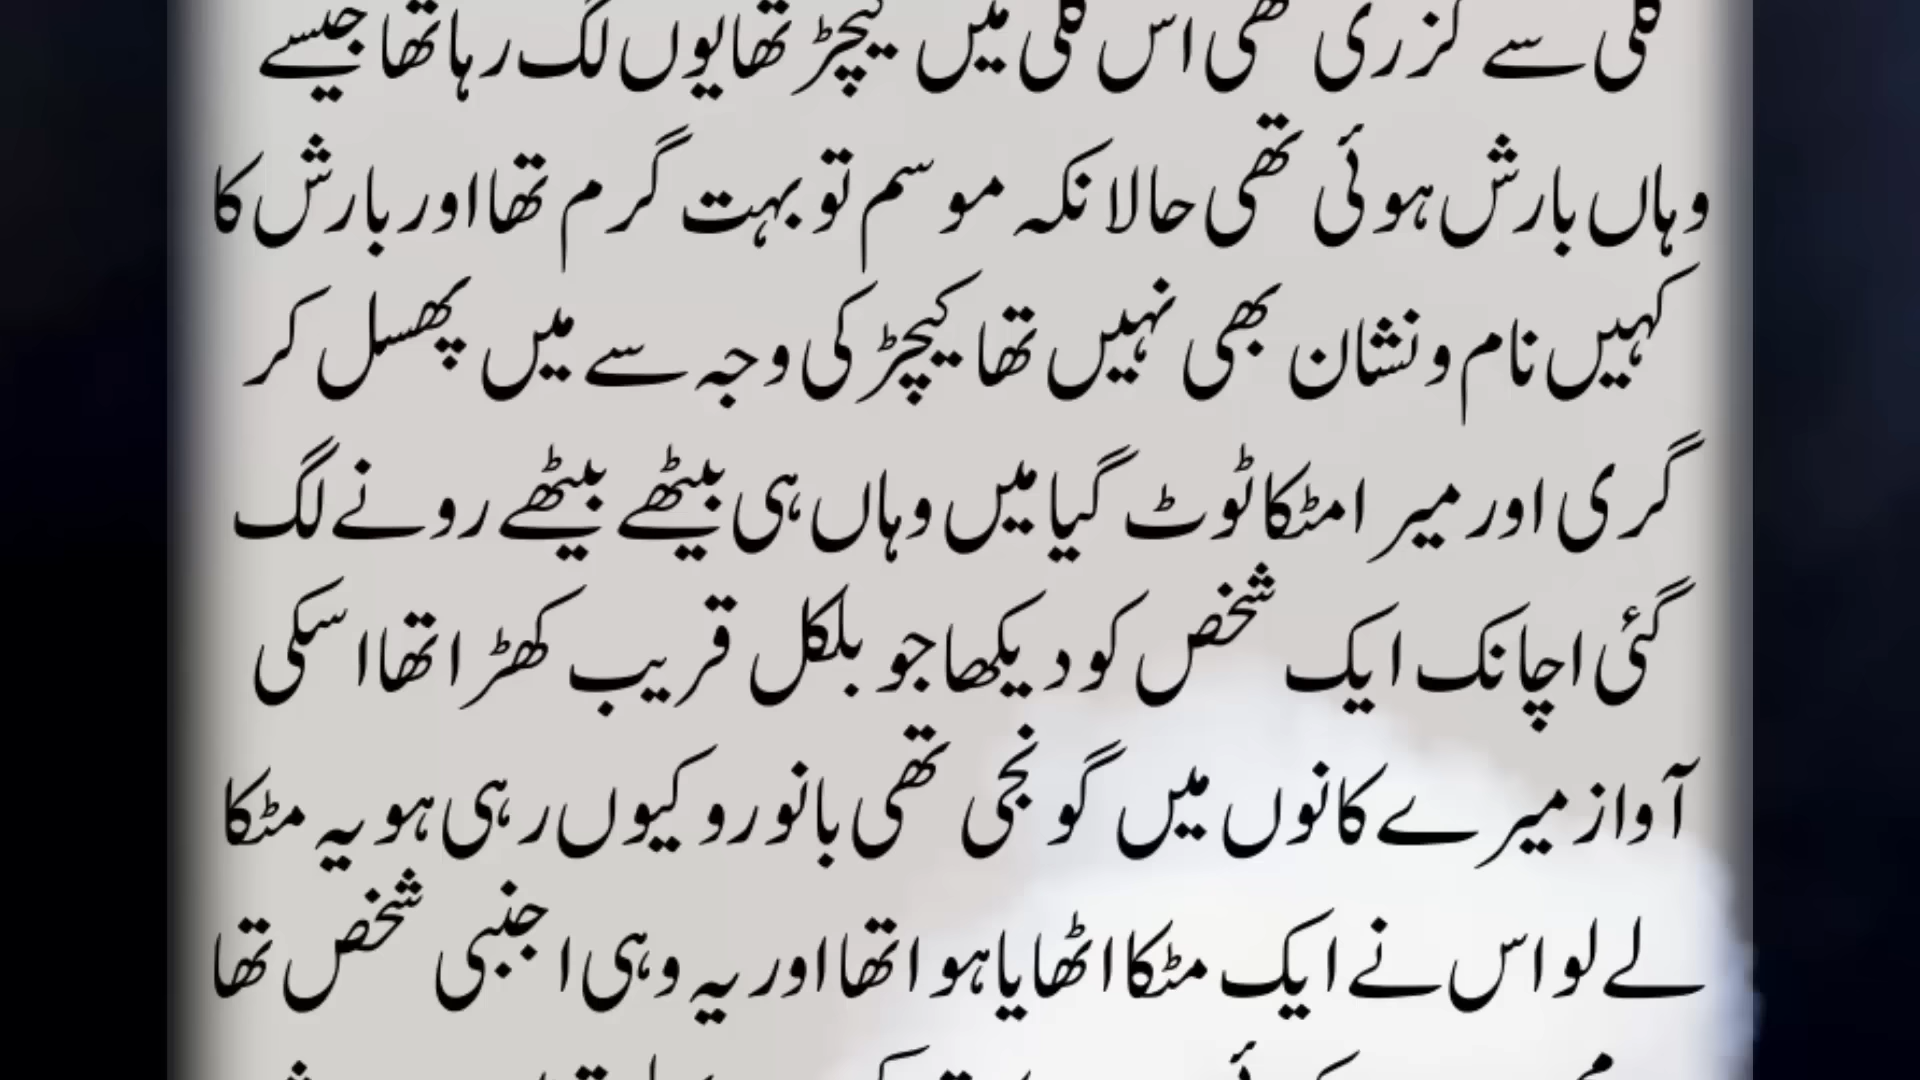 گلی سے گزری تھی اس گلی میں کیچڑ تھا یوں لگ رہا تھا جیسے
وہاں بارش ہوئی تھی حالانکہ موسم تو بہت گرم تھا اور بارش کا
کہیں نام و نشان بھی نہیں تھا کیچڑ کی وجہ سے میں پھسل کر
گری اور میرا مٹکا ٹوٹ گیا میں وہاں ہی بیٹھے بیٹھے رونے لگ
گئی اچانک ایک شخص کو دیکھا جو بلکل قریب کھڑا تھا اسکی
آواز میرے کانوں میں گونجی تھی بانو رو کیوں رہی ہو یہ مٹکا
لے لو اس نے ایک مٹکا اٹھایا ہوا تھا اور یہ وہی اجنبی شخص تھا